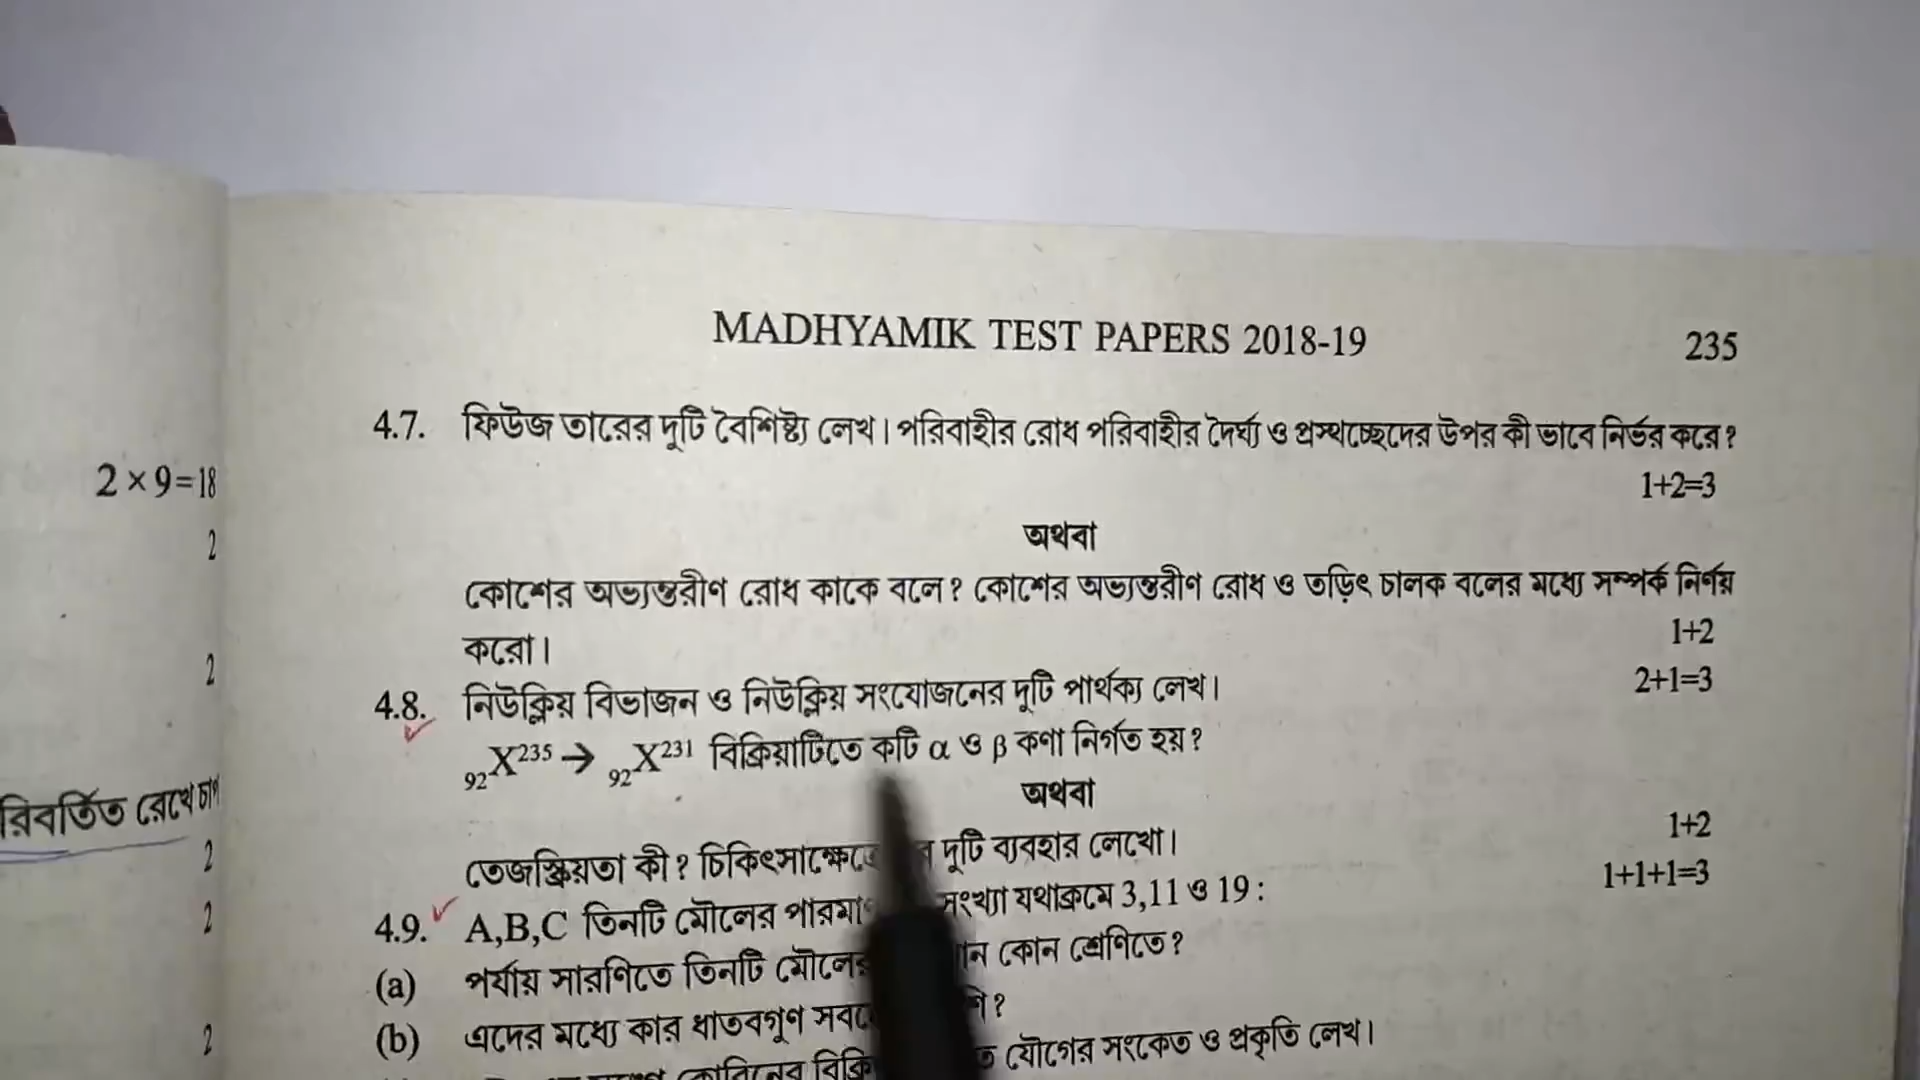 MADHYAMIK TEST PAPERS 2018-19 235
4.7. ফিউজ তারের দুটি বৈশিষ্ট্য লেখ। পরিবাহীর রোধ পরিবাহীর দৈর্ঘ্য ও প্রস্থচ্ছেদের উপর কী ভাবে নির্ভর করে?
1+2=3
অথবা
কোশের অভ্যন্তরীণ রোধ কাকে বলে? কোশের অভ্যন্তরীণ রোধ ও তড়িৎ চালক বলের মধ্যে সম্পর্ক নির্ণয়
করো। 1+2
4.8. নিউক্লিয় বিভাজন ও নিউক্লিয় সংযোজনের দুটি পার্থক্য লেখ। 2+1=3
₉₂X²³⁵ → ₉₂X²³¹ বিক্রিয়াটিতে কটি α ও β কণা নির্গত হয়?
অথবা
তেজস্ক্রিয়তা কী? দুটি ব্যবহার লেখো। 1+2
4.9. A,B,C তিনটি মৌলের সংখ্যা যথাক্রমে 3,11 ও 19 : 1+1+1=3
(a) পর্যায় সারণিতে তিনটি কোন শ্রেণিতে?
(b) এদের মধ্যে কার ধাতবগুণ
যৌগের সংকেত ও প্রকৃতি লেখ।
2 × 9=18
2
2
রেখে
2
2
2